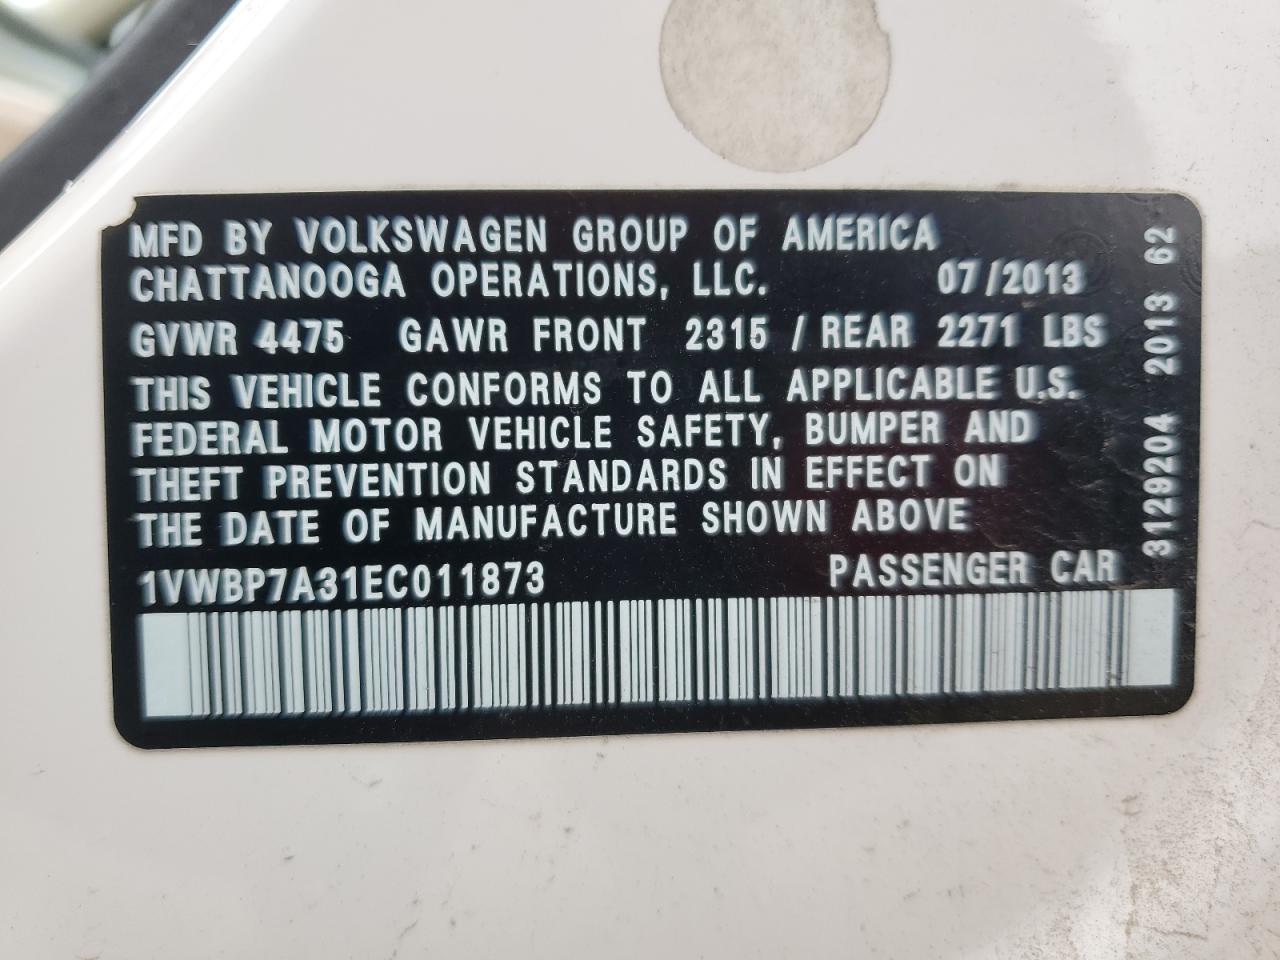 MFD BY VOLKSWAGEN GROUP OF AMERICA
CHATTANOOGA OPERATIONS, LLC. 07/2013
GVWR 4475 GAWR FRONT 2315 / REAR 2271 LBS
THIS VEHICLE CONFORMS TO ALL APPLICABLE U.S.
FEDERAL MOTOR VEHICLE SAFETY, BUMPER AND
THEFT PREVENTION STANDARDS IN EFFECT ON
THE DATE OF MANUFACTURE SHOWN ABOVE
1VWBP7A31EC011873 PASSENGER CAR
3129204 2013 62